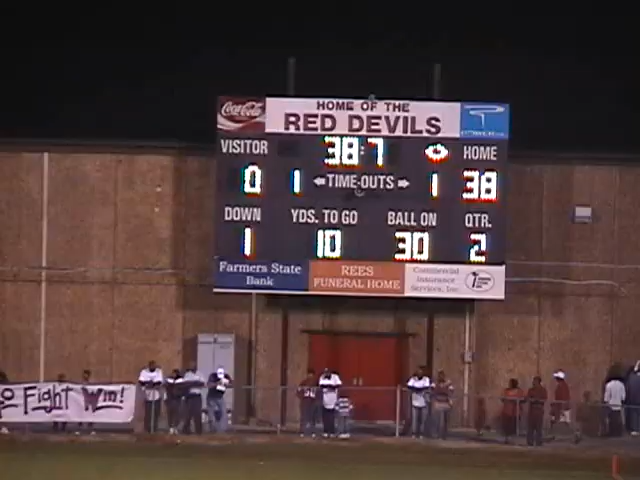 Coca-Cola
HOME OF THE
RED DEVILS
VISITOR 38:7 HOME
0 1 TIME-OUTS 1 38
DOWN YDS. TO GO BALL ON QTR.
1 10 30 2
Farmers State
Bank
REES
FUNERAL HOME
Commercial
Insurance
Services, Inc.
Fight Win!